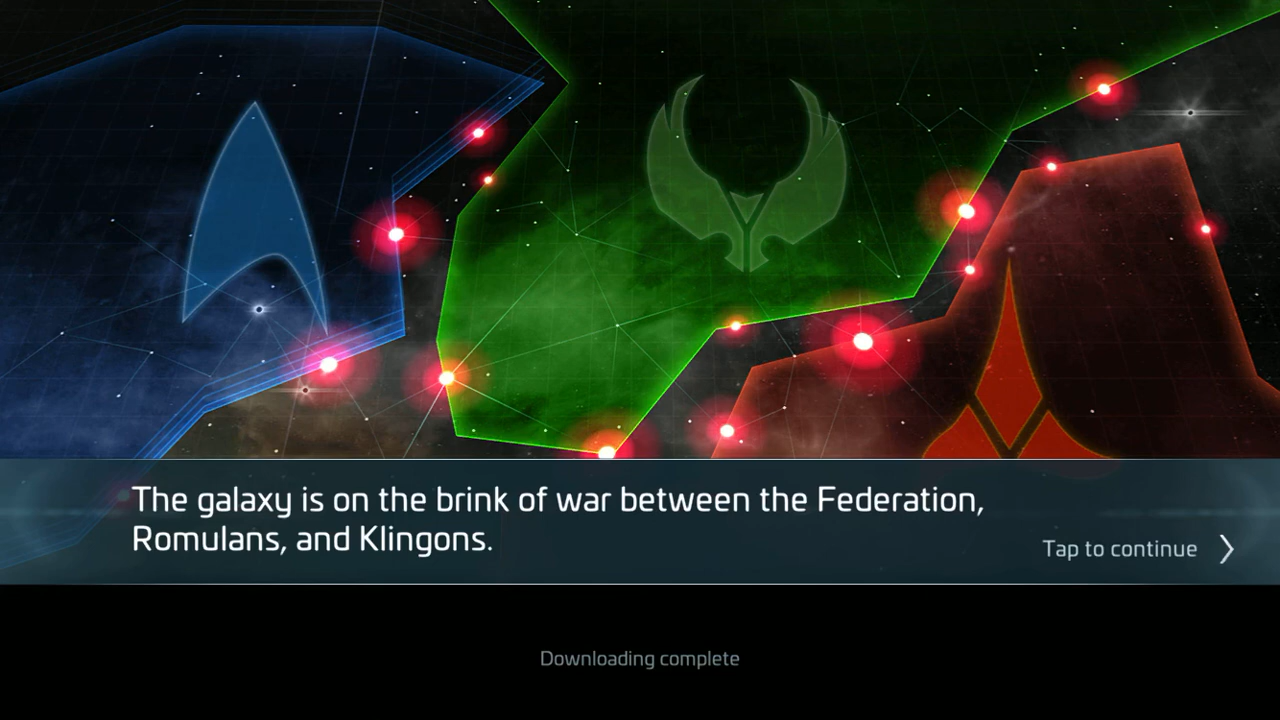 The galaxy is on the brink of war between the Federation,
Romulans, and Klingons.
Tap to continue
Downloading complete